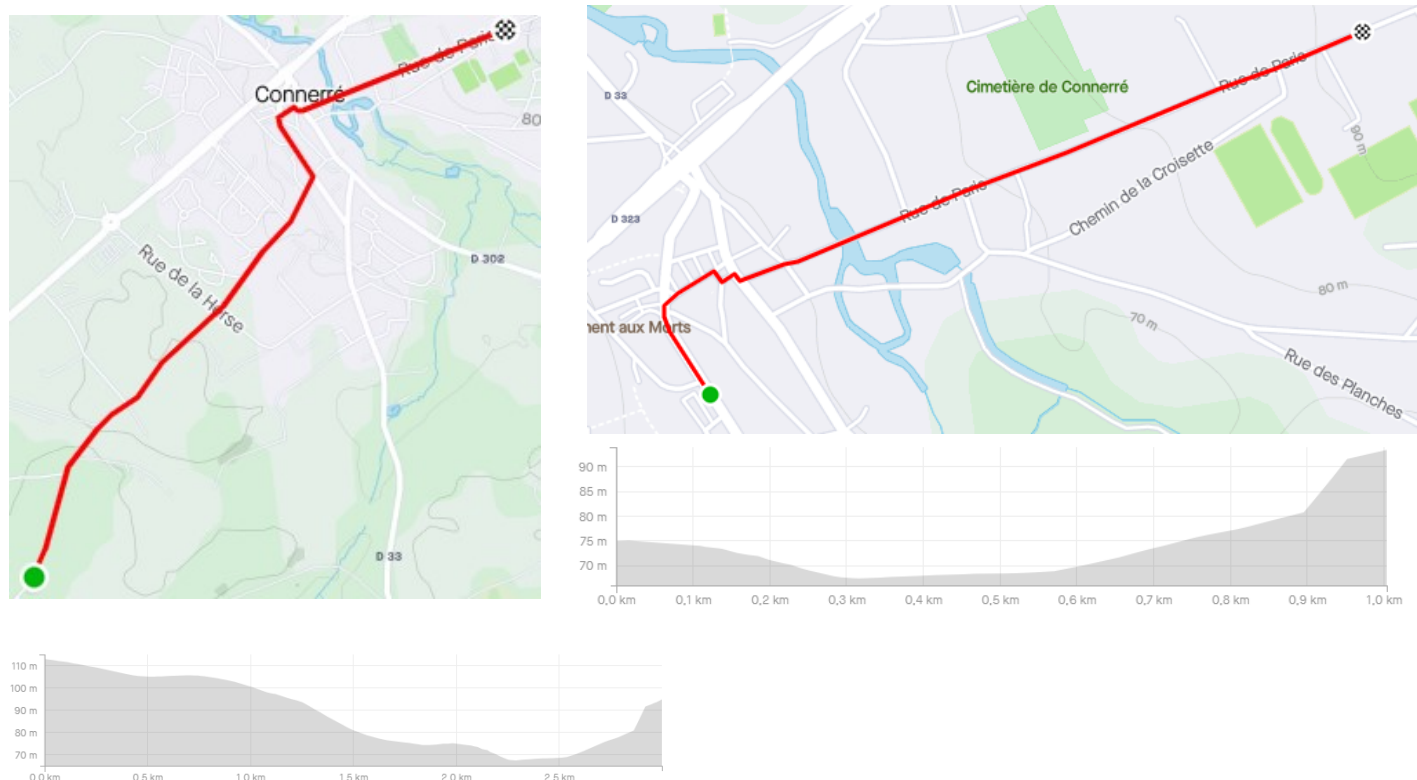 Rue de Paris
Connerré
80
Rue de la Herse
D 302
D 33
D 33
Cimetière de Connerré
Rue de Paris
90 m
Chemin de la Croisette
Rue de Paris
D 323
80 m
70 m
ment aux Morts
Rue des Planches
90 m
85 m
80 m
75 m
70 m
0,0 km 0,1 km 0,2 km 0,3 km 0,4 km 0,5 km 0,6 km 0,7 km 0,8 km 0,9 km 1,0 km
110 m
100 m
90 m
80 m
70 m
0,0 km 0,5 km 1,0 km 1,5 km 2,0 km 2,5 km